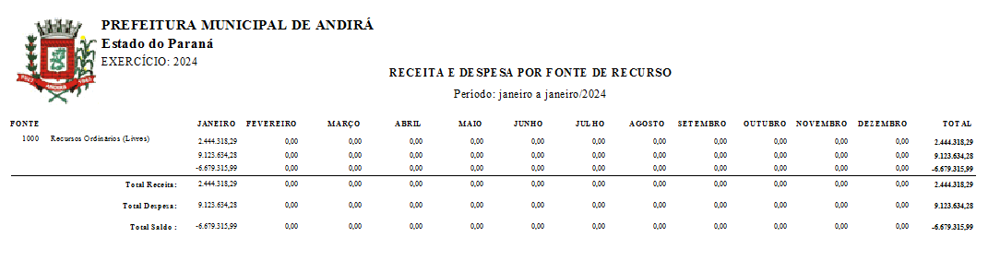 PREFEITURA MUNICIPAL DE ANDIRÁ
Estado do Paraná
EXERCÍCIO: 2024
RECEITA E DESPESA POR FONTE DE RECURSO
Período: janeiro a janeiro/2024
FONTE JANEIRO FEVEREIRO MARÇO ABRIL MAIO JUNHO JULHO AGOSTO SETEMBRO OUTUBRO NOVEMBRO DEZEMBRO TOTAL
1000 Recursos Ordinários (Livres) 2.444.318,29 0,00 0,00 0,00 0,00 0,00 0,00 0,00 0,00 0,00 0,00 0,00 2.444.318,29
9.123.634,28 0,00 0,00 0,00 0,00 0,00 0,00 0,00 0,00 0,00 0,00 0,00 9.123.634,28
-6.679.315,99 0,00 0,00 0,00 0,00 0,00 0,00 0,00 0,00 0,00 0,00 0,00 -6.679.315,99
Total Receita: 2.444.318,29 0,00 0,00 0,00 0,00 0,00 0,00 0,00 0,00 0,00 0,00 0,00 2.444.318,29
Total Despesa: 9.123.634,28 0,00 0,00 0,00 0,00 0,00 0,00 0,00 0,00 0,00 0,00 0,00 9.123.634,28
Total Saldo : -6.679.315,99 0,00 0,00 0,00 0,00 0,00 0,00 0,00 0,00 0,00 0,00 0,00 -6.679.315,99